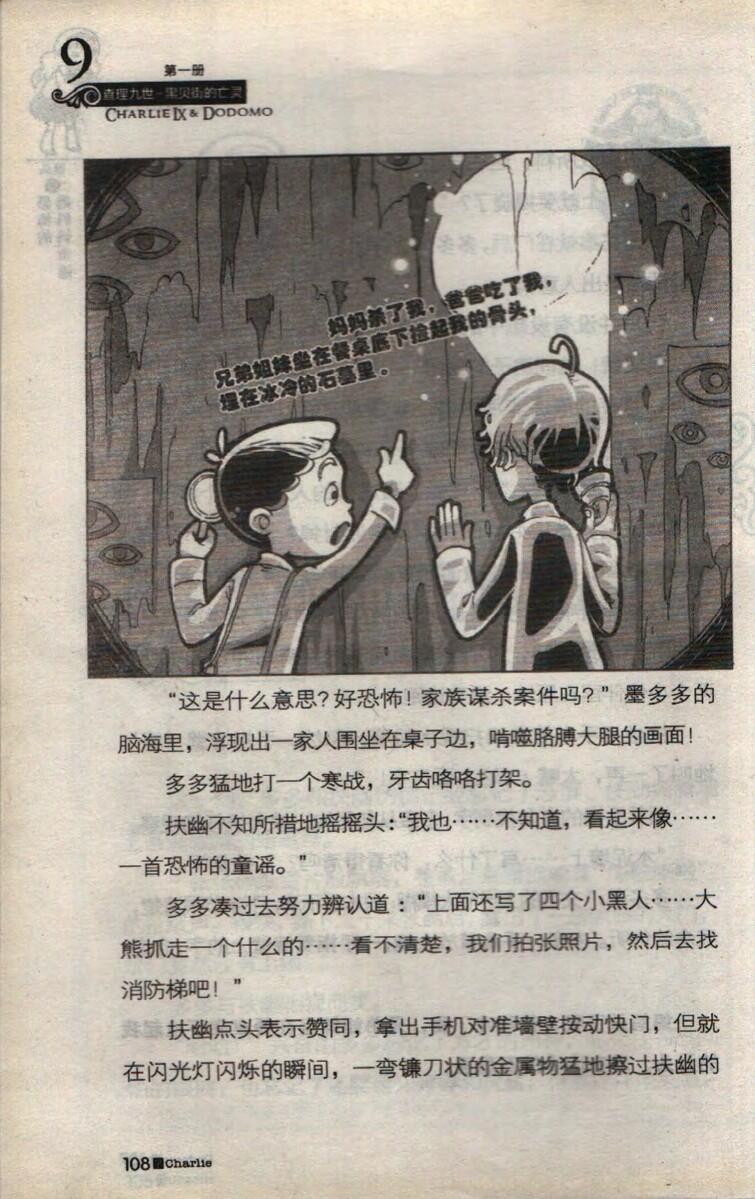 9
第一册
查理九世-黑贝街的亡灵
CHARLIE IX & DODOMO
妈妈杀了我，爸爸吃了我，
兄弟姐妹坐在餐桌底下捡起我的骨头，
埋在冰冷的石墓里。
“这是什么意思？好恐怖！家族谋杀案件吗？”墨多多的
脑海里，浮现出一家人围坐在桌子边，啃噬胳膊大腿的画面！
多多猛地打一个寒战，牙齿咯咯打架。
扶幽不知所措地摇摇头：“我也……不知道，看起来像……
一首恐怖的童谣。”
多多凑过去努力辨认道：“上面还写了四个小黑人……大
熊抓走一个什么的……看不清楚，我们拍张照片，然后去找
消防梯吧！”
扶幽点头表示赞同，拿出手机对准墙壁按动快门，但就
在闪光灯闪烁的瞬间，一弯镰刀状的金属物猛地擦过扶幽的
108 Charlie